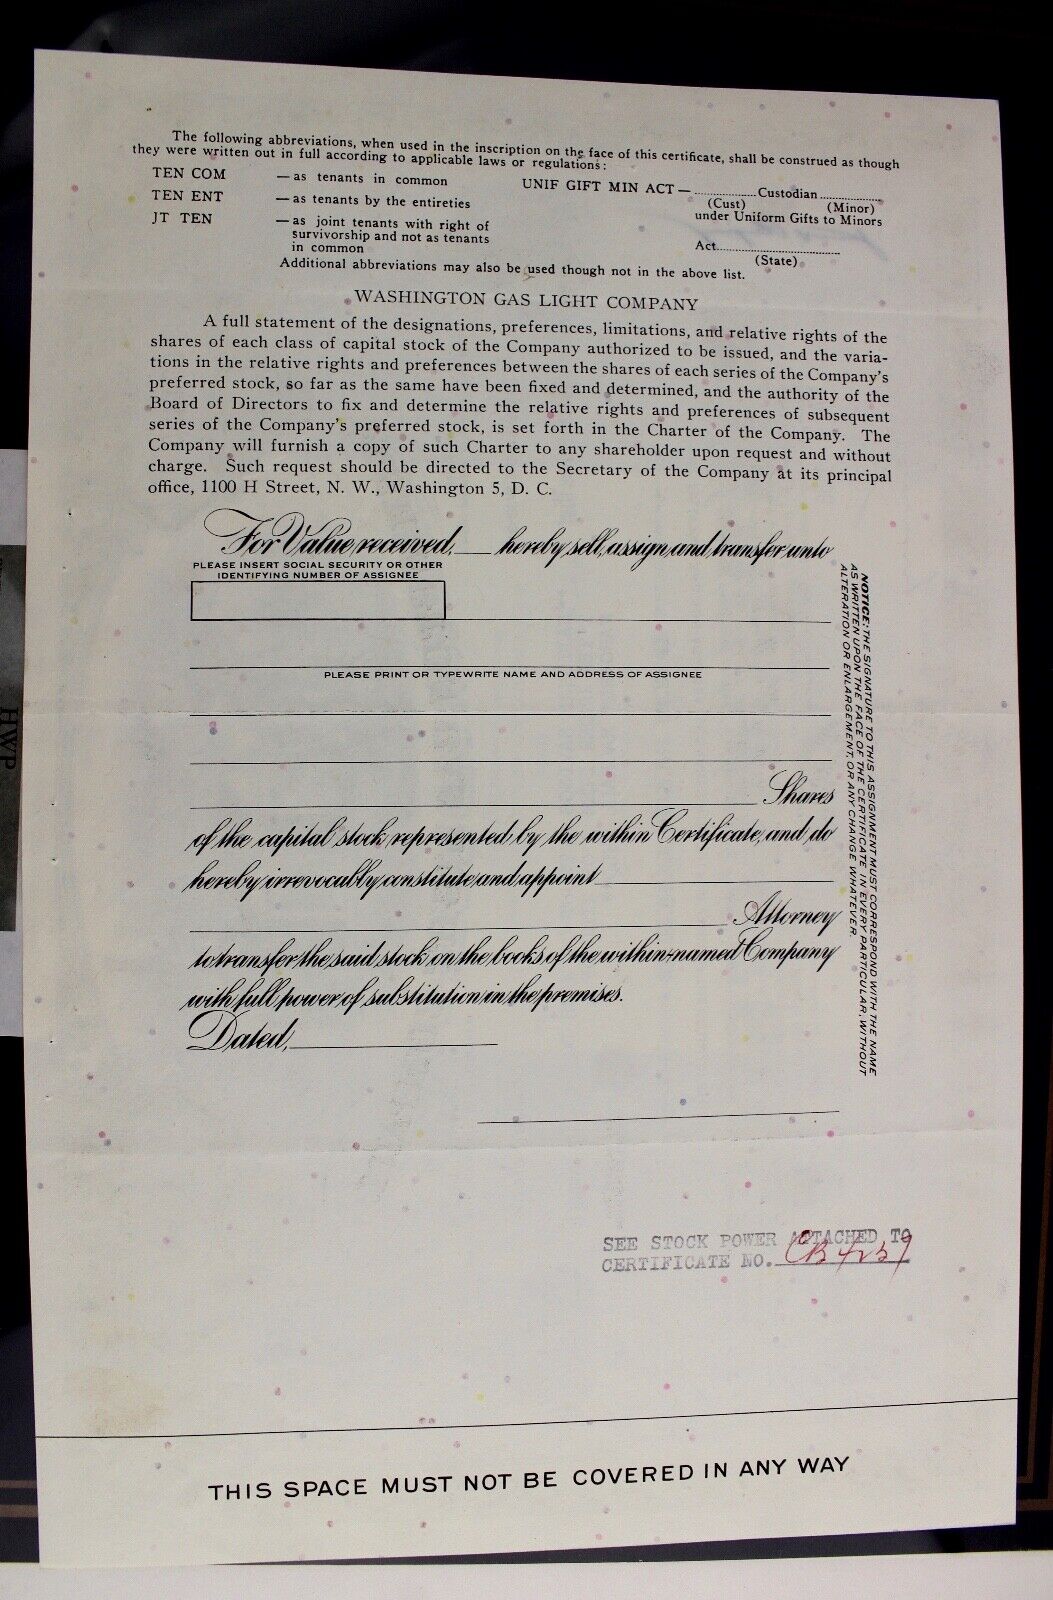 The following abbreviations, when used in the inscription on the face of this certificate, shall be construed as though
they were written out in full according to applicable laws or regulations:
TEN COM — as tenants in common
TEN ENT — as tenants by the entireties
JT TEN — as joint tenants with right of
survivorship and not as tenants
in common
UNIF GIFT MIN ACT — ................Custodian................
(Cust) (Minor)
under Uniform Gifts to Minors
Act................................
(State)
Additional abbreviations may also be used though not in the above list.
WASHINGTON GAS LIGHT COMPANY
A full statement of the designations, preferences, limitations, and relative rights of the
shares of each class of capital stock of the Company authorized to be issued, and the varia-
tions in the relative rights and preferences between the shares of each series of the Company's
preferred stock, so far as the same have been fixed and determined, and the authority of the
Board of Directors to fix and determine the relative rights and preferences of subsequent
series of the Company's preferred stock, is set forth in the Charter of the Company. The
Company will furnish a copy of such Charter to any shareholder upon request and without
charge. Such request should be directed to the Secretary of the Company at its principal
office, 1100 H Street, N. W., Washington 5, D. C.
For Value received, ____ hereby sell, assign and transfer unto
PLEASE INSERT SOCIAL SECURITY OR OTHER
IDENTIFYING NUMBER OF ASSIGNEE
PLEASE PRINT OR TYPEWRITE NAME AND ADDRESS OF ASSIGNEE
Shares
of the capital stock represented by the within Certificate, and do
hereby irrevocably constitute and appoint
Attorney
to transfer the said stock on the books of the within-named Company
with full power of substitution in the premises.
Dated,
NOTICE: THE SIGNATURE TO THIS ASSIGNMENT MUST CORRESPOND WITH THE NAME
AS WRITTEN UPON THE FACE OF THE CERTIFICATE IN EVERY PARTICULAR, WITHOUT
ALTERATION OR ENLARGEMENT, OR ANY CHANGE WHATEVER.
SEE STOCK POWER ATTACHED TO
CERTIFICATE NO.
THIS SPACE MUST NOT BE COVERED IN ANY WAY
HWP